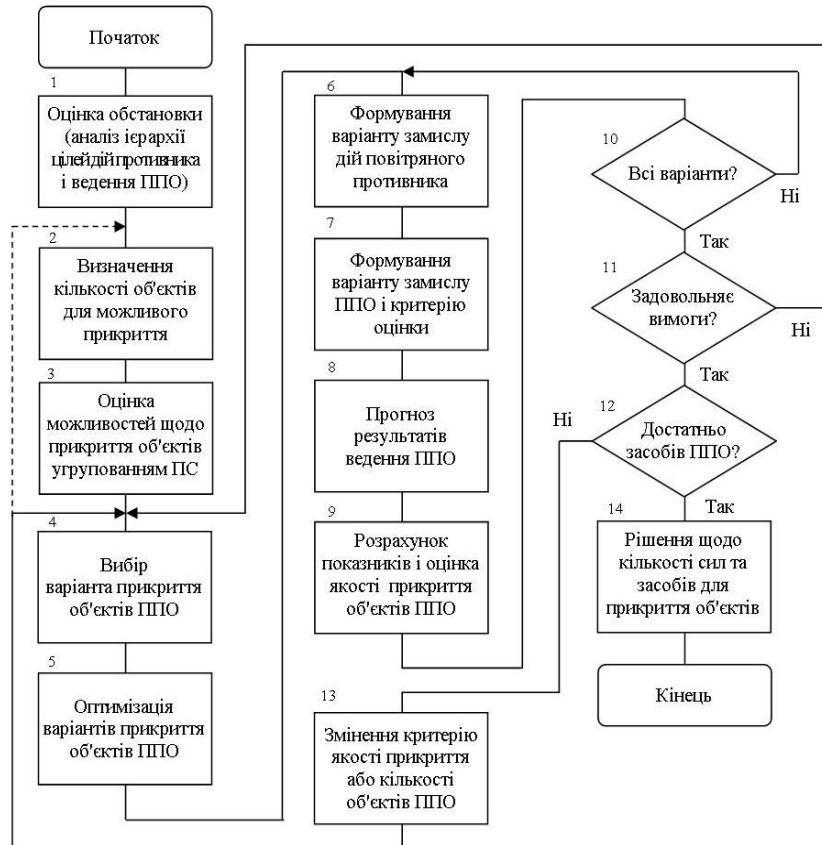 Початок
1
Оцінка обстановки
(аналіз ієрархії
цілей дій противника
і ведення ППО)
2
Визначення
кількості об'єктів
для можливого
прикриття
3
Оцінка
можливостей щодо
прикриття об'єктів
угрупованням ПС
4
Вибір
варіанта прикриття
об'єктів ППО
5
Оптимізація
варіантів прикриття
об'єктів ППО
6
Формування
варіанту замислу
дій повітряного
противника
7
Формування
варіанту замислу
ППО і критерію
оцінки
8
Прогноз
результатів
ведення ППО
9
Розрахунок
показників і оцінка
якості прикриття
об'єктів ППО
10
Всі варіанти?
Ні
Так
11
Задовольняє
вимоги?
Ні
Так
12
Ні
Достатньо
засобів ППО?
Так
13
Змінення критерію
якості прикриття
або кількості
об'єктів ППО
14
Рішення щодо
кількості сил та
засобів для
прикриття об'єктів
Кінець